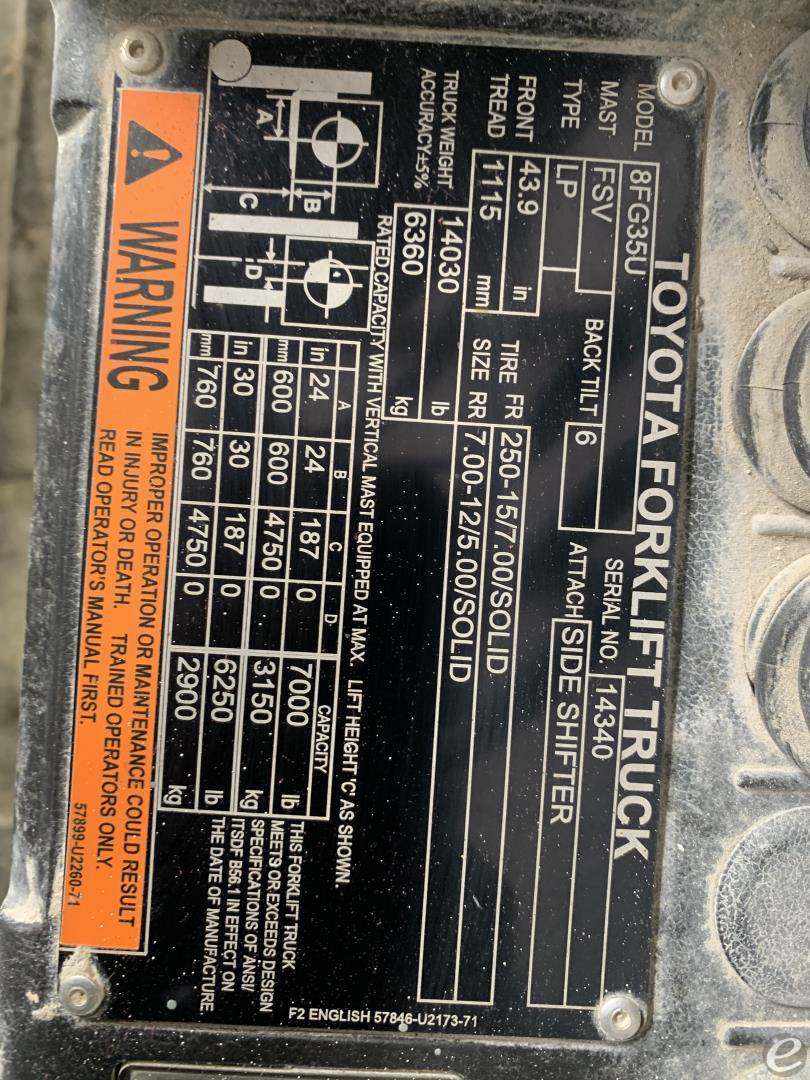 TOYOTA FORKLIFT TRUCK
MODEL 8FG35U SERIAL NO. 14340
MAST FSV BACK TILT 6 ATTACH SIDE SHIFTER
TYPE LP
FRONT 43.9 in TIRE FR 250-15/7.00/SOLID
TREAD 1115 mm SIZE RR 7.00-12/5.00/SOLID
TRUCK WEIGHT 14030 lb
ACCURACY±5% 6360 kg
RATED CAPACITY WITH VERTICAL MAST EQUIPPED AT MAX. LIFT HEIGHT 'C' AS SHOWN.
A B C D CAPACITY
in 24 24 187 0 7000 lb
mm 600 600 4750 0 3150 kg
in 30 30 187 0 6250 lb
mm 760 760 4750 0 2900 kg
A B C D
THIS FORKLIFT TRUCK
MEETS OR EXCEEDS DESIGN
SPECIFICATIONS OF ANSI/
ITSDF B56.1 IN EFFECT ON
THE DATE OF MANUFACTURE
WARNING
IMPROPER OPERATION OR MAINTENANCE COULD RESULT
IN INJURY OR DEATH. TRAINED OPERATORS ONLY.
READ OPERATOR'S MANUAL FIRST.
57899-U2260-71
F2 ENGLISH 57846-U2173-71
e